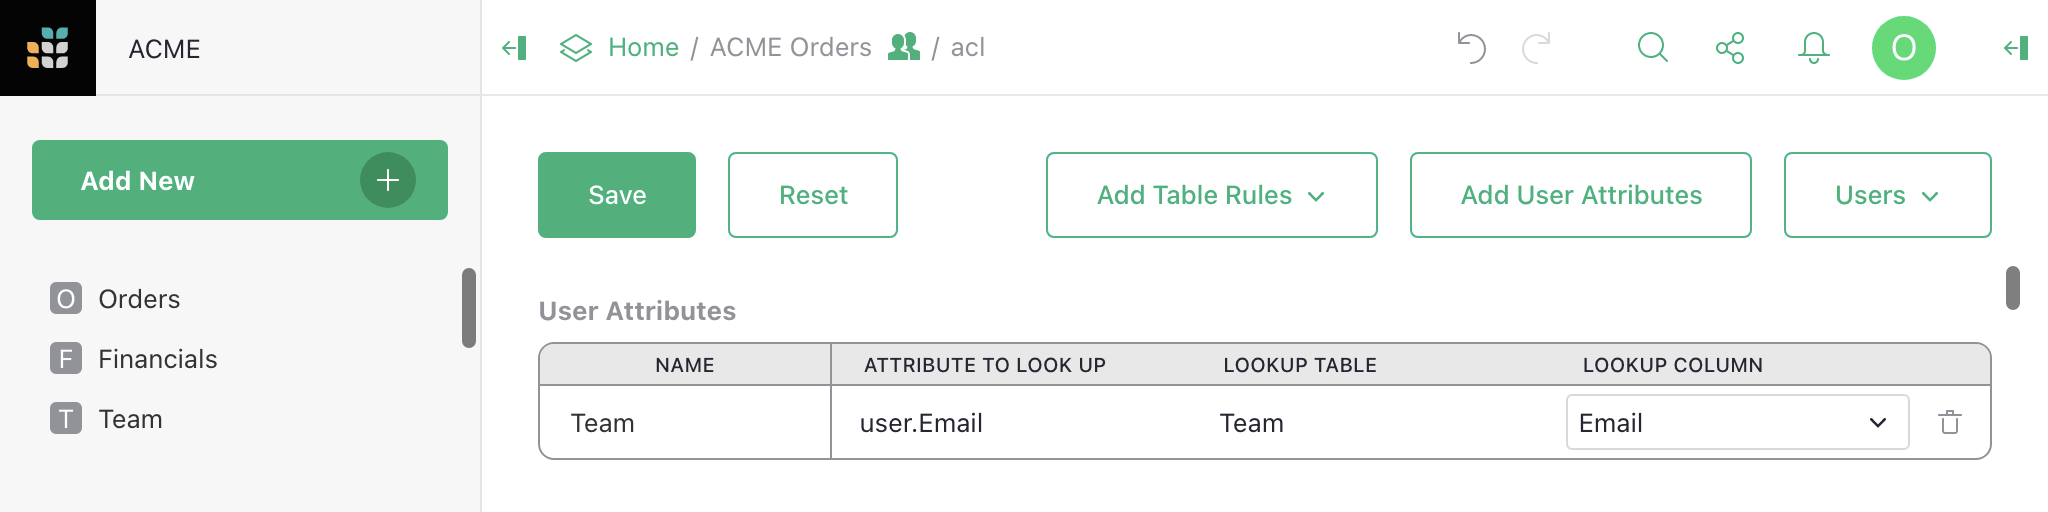 ACME
Home / ACME Orders / acl
O
Add New
Save
Reset
Add Table Rules
Add User Attributes
Users
O Orders
F Financials
T Team
User Attributes
NAME ATTRIBUTE TO LOOK UP LOOKUP TABLE LOOKUP COLUMN
Team user.Email Team Email